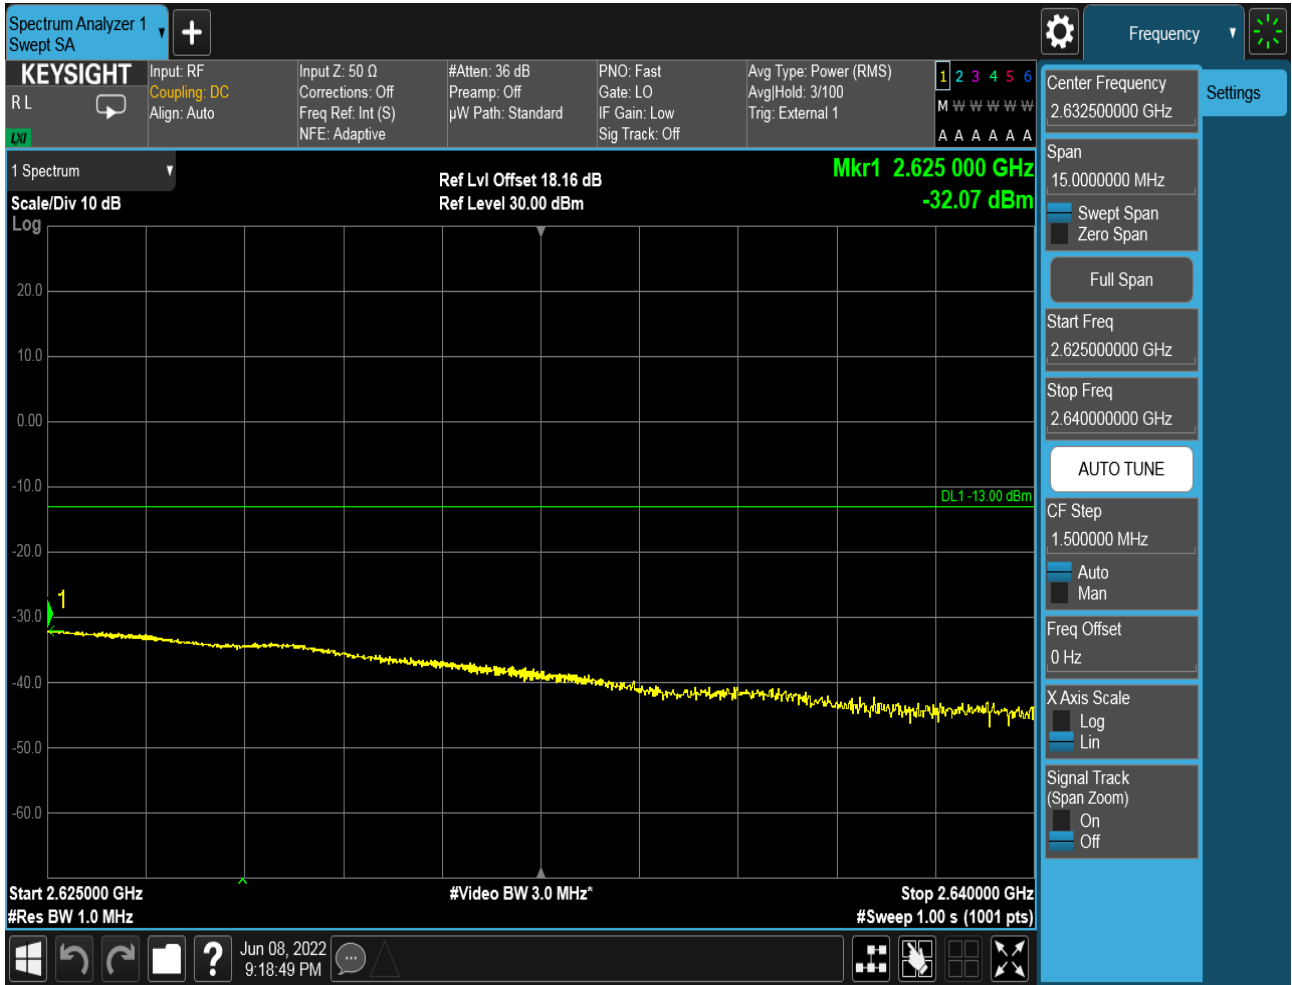 Spectrum Analyzer 1
Swept SA
Frequency
KEYSIGHT
R L
LXI
Input: RF
Coupling: DC
Align: Auto
Input Z: 50 Ω
Corrections: Off
Freq Ref: Int (S)
NFE: Adaptive
#Atten: 36 dB
Preamp: Off
µW Path: Standard
PNO: Fast
Gate: LO
IF Gain: Low
Sig Track: Off
Avg Type: Power (RMS)
Avg|Hold: 3/100
Trig: External 1
1 2 3 4 5 6
M W W W W W
A A A A A A
1 Spectrum
Scale/Div 10 dB
Log
Ref Lvl Offset 18.16 dB
Ref Level 30.00 dBm
Mkr1 2.625 000 GHz
-32.07 dBm
20.0
10.0
0.00
-10.0
DL1 -13.00 dBm
-20.0
1
-30.0
-40.0
-50.0
-60.0
Start 2.625000 GHz
#Res BW 1.0 MHz
#Video BW 3.0 MHz*
Stop 2.640000 GHz
#Sweep 1.00 s (1001 pts)
Jun 08, 2022
9:18:49 PM
Center Frequency
2.632500000 GHz
Settings
Span
15.0000000 MHz
Swept Span
Zero Span
Full Span
Start Freq
2.625000000 GHz
Stop Freq
2.640000000 GHz
AUTO TUNE
CF Step
1.500000 MHz
Auto
Man
Freq Offset
0 Hz
X Axis Scale
Log
Lin
Signal Track
(Span Zoom)
On
Off